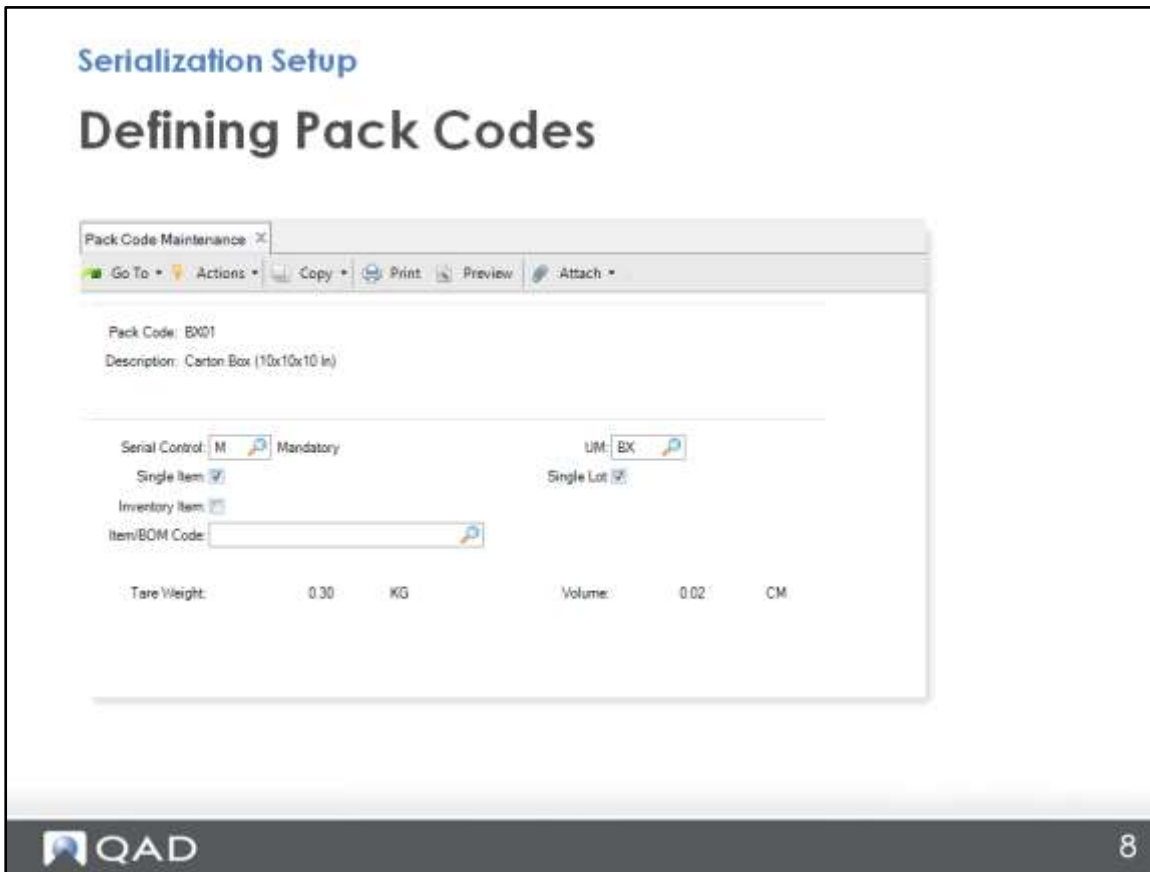 Serialization Setup
Defining Pack Codes
Pack Code Maintenance
Go To Actions Copy Print Preview Attach
Pack Code: BX01
Description: Carton Box (10x10x10 In)
Serial Control: M Mandatory UM: BX
Single Item: Single Lot:
Inventory Item:
Item/BOM Code:
Tare Weight: 0.30 KG Volume: 0.02 CM
QAD 8